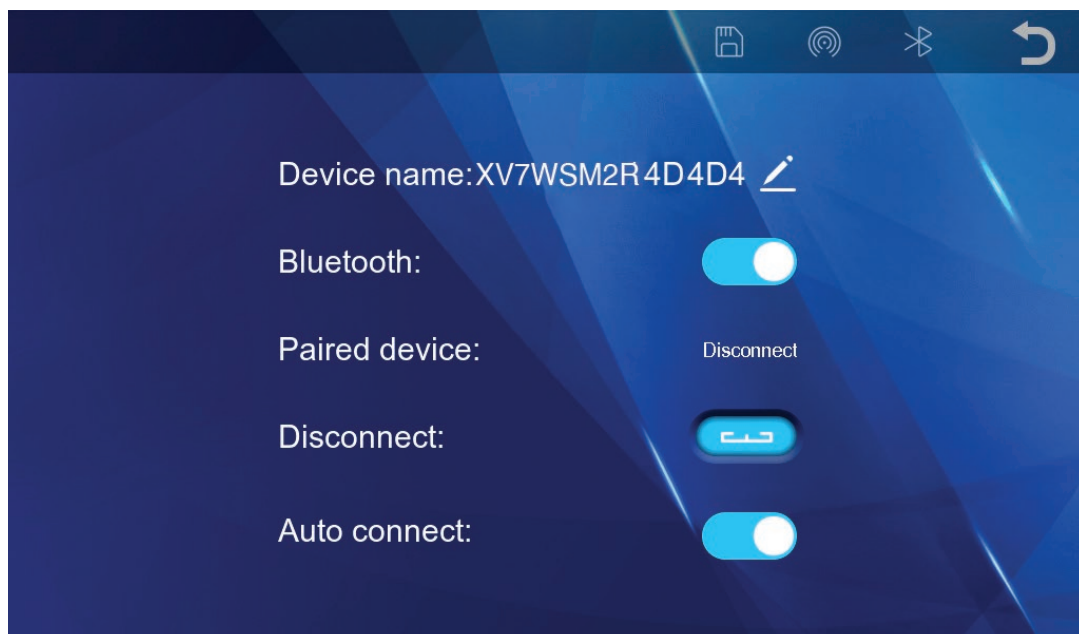 Device name:XV7WSM2R4D4D4
Bluetooth:
Paired device: Disconnect
Disconnect:
Auto connect: